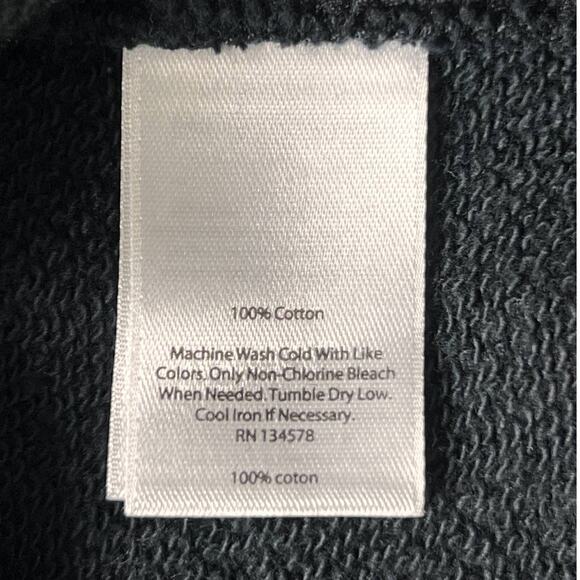 100% Cotton
Machine Wash Cold With Like
Colors. Only Non-Chlorine Bleach
When Needed. Tumble Dry Low.
Cool Iron If Necessary.
RN 134578
100% coton